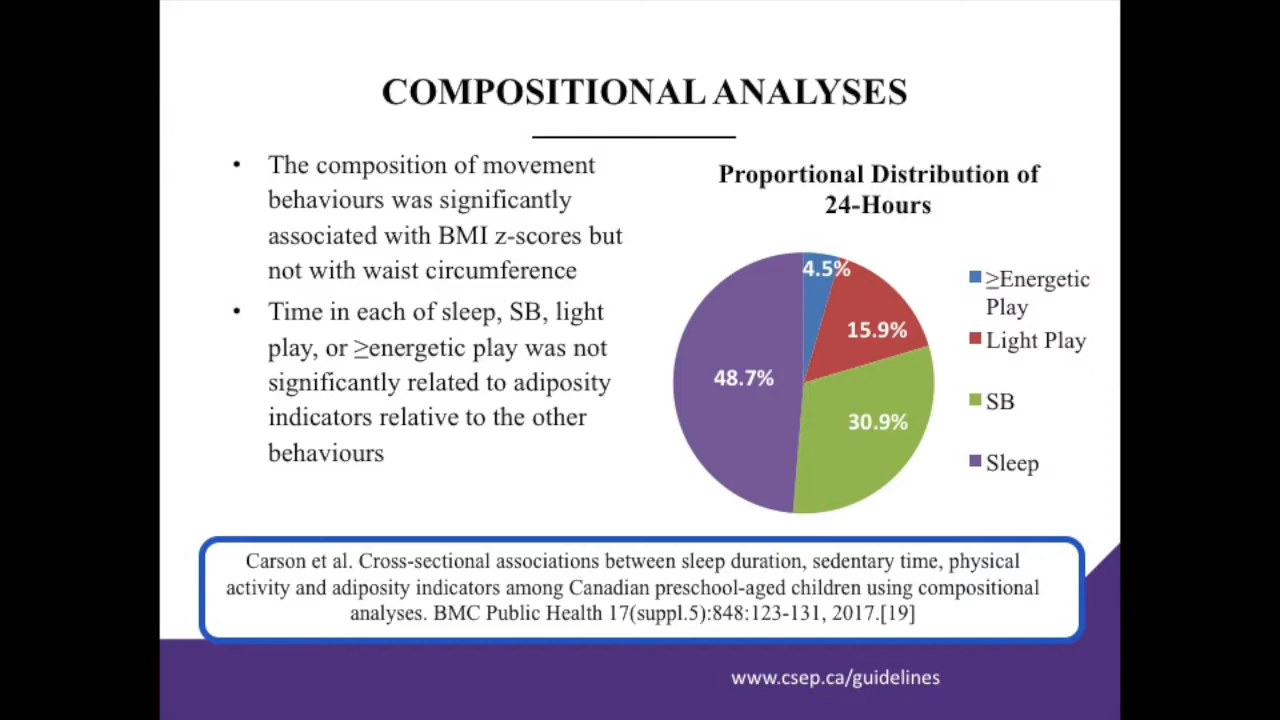 COMPOSITIONAL ANALYSES
• The composition of movement
behaviours was significantly
associated with BMI z-scores but
not with waist circumference
• Time in each of sleep, SB, light
play, or ≥energetic play was not
significantly related to adiposity
indicators relative to the other
behaviours
Proportional Distribution of
24-Hours
4.5%
15.9%
48.7%
30.9%
≥Energetic
Play
Light Play
SB
Sleep
Carson et al. Cross-sectional associations between sleep duration, sedentary time, physical
activity and adiposity indicators among Canadian preschool-aged children using compositional
analyses. BMC Public Health 17(suppl.5):848:123-131, 2017.[19]
www.csep.ca/guidelines